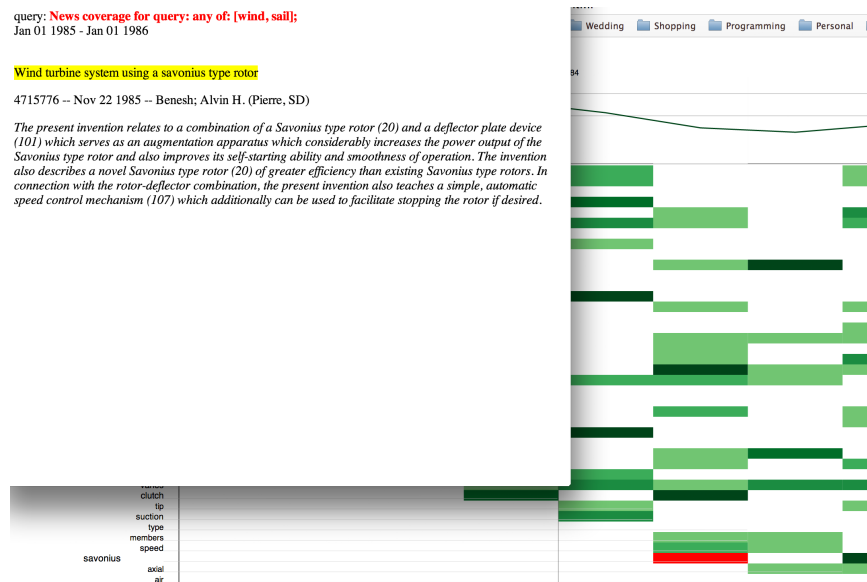 query: News coverage for query: any of: [wind, sail];
Jan 01 1985 - Jan 01 1986
Wedding Shopping Programming Personal
84
Wind turbine system using a savonius type rotor
4715776 -- Nov 22 1985 -- Benesh; Alvin H. (Pierre, SD)
The present invention relates to a combination of a Savonius type rotor (20) and a deflector plate device
(101) which serves as an augmentation apparatus which considerably increases the power output of the
Savonius type rotor and also improves its self-starting ability and smoothness of operation. The invention
also describes a novel Savonius type rotor (20) of greater efficiency than existing Savonius type rotors. In
connection with the rotor-deflector combination, the present invention also teaches a simple, automatic
speed control mechanism (107) which additionally can be used to facilitate stopping the rotor if desired.
clutch
tip
suction
type
members
speed
savonius
axial
air